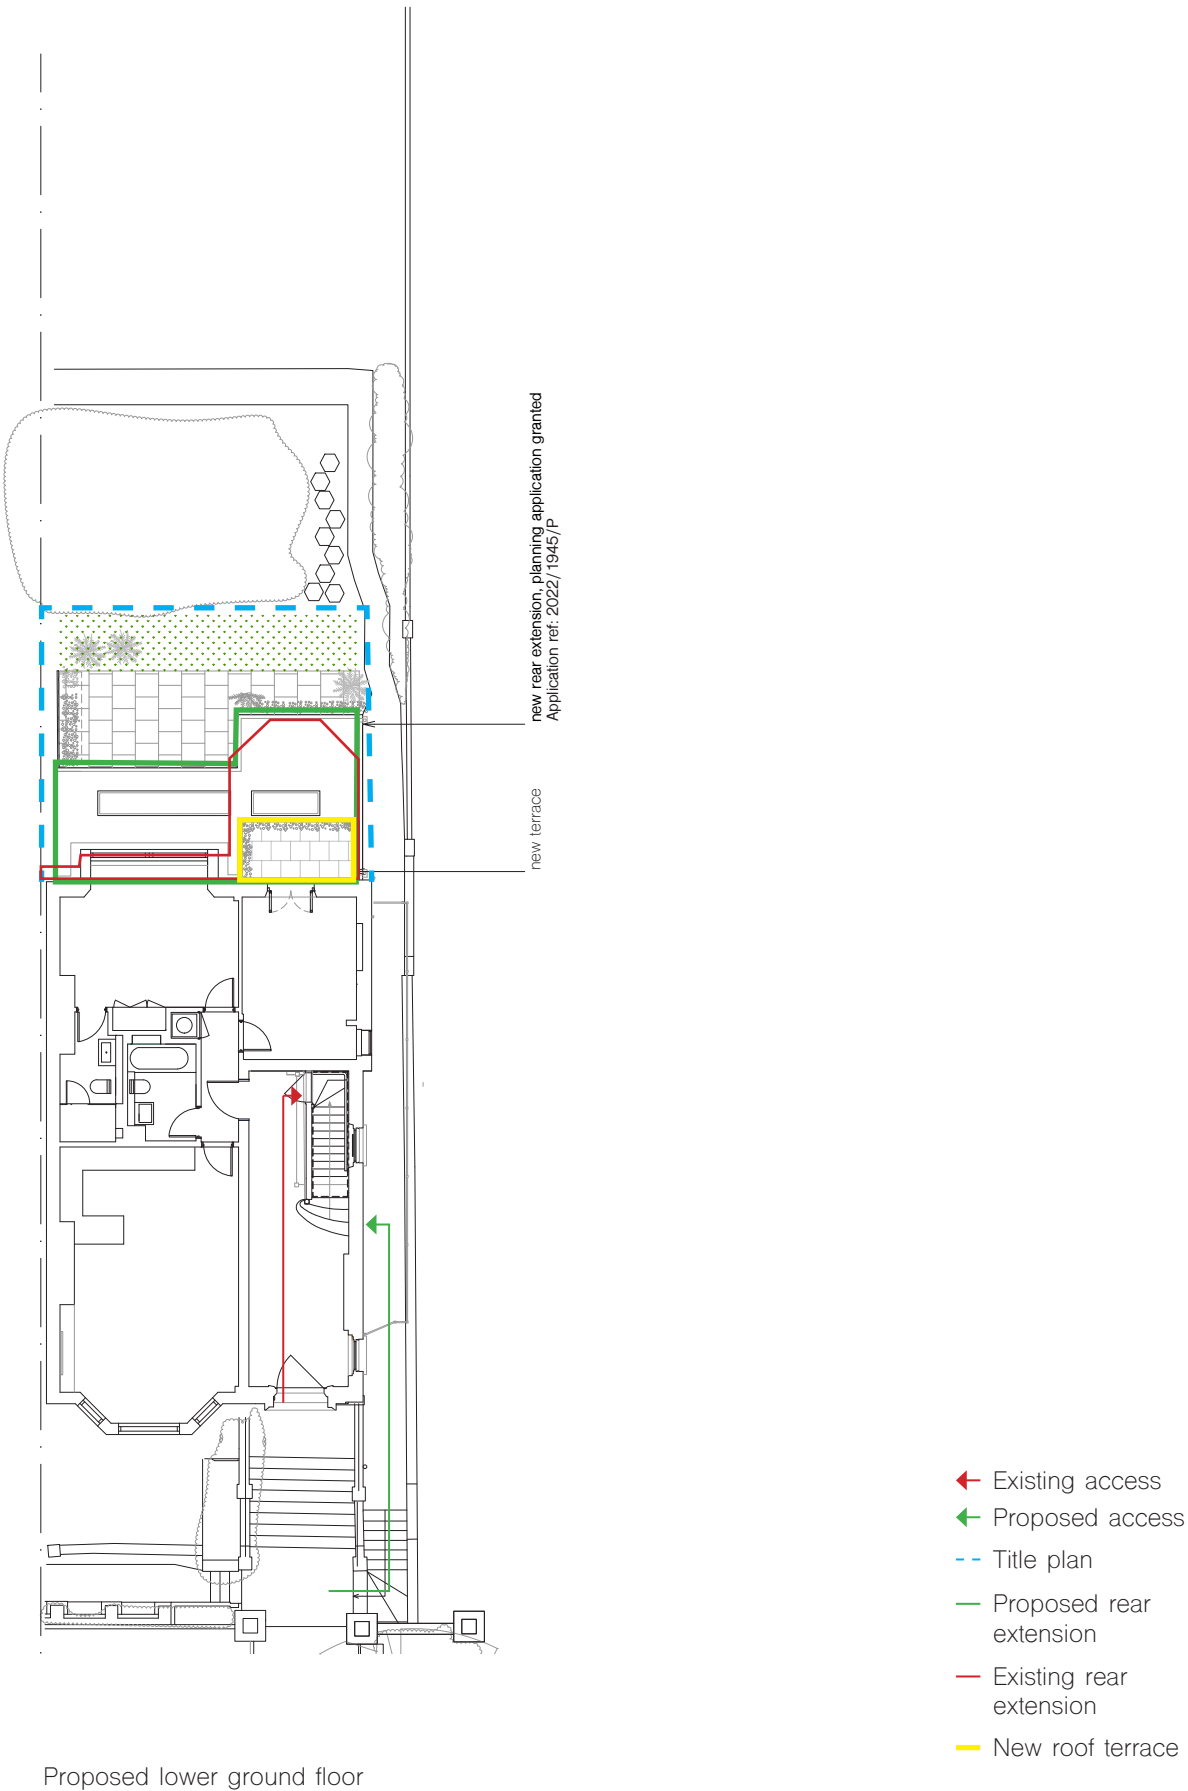 new rear extension, planning application granted
Application ref: 2022/1945/P
new terrace
Existing access
Proposed access
Title plan
Proposed rear
extension
Existing rear
extension
New roof terrace
Proposed lower ground floor